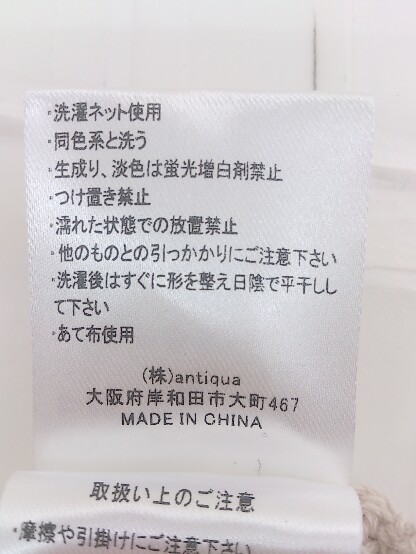 ・洗濯ネット使用
・同色系と洗う
・生成り、淡色は蛍光増白剤禁止
・つけ置き禁止
・濡れた状態での放置禁止
・他のものとの引っかかりにご注意下さい
・洗濯後はすぐに形を整え日陰で平干しし
て下さい
・あて布使用
(株)antiqua
大阪府岸和田市大町467
MADE IN CHINA
取扱い上のご注意
・摩擦や引掛けにご注意下さい